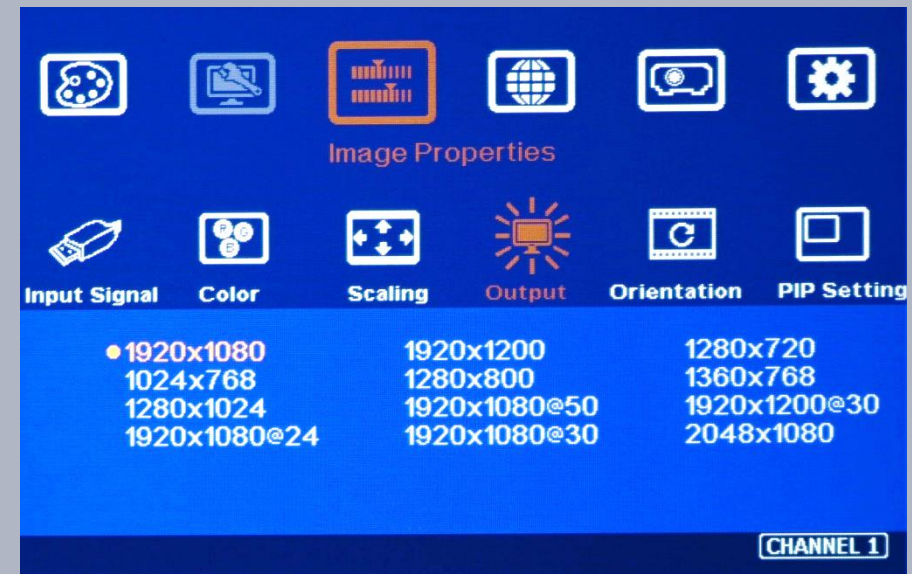 Image Properties
R G B
Input Signal Color Scaling Output Orientation PIP Setting
1920x1080 1920x1200 1280x720
1024x768 1280x800 1360x768
1280x1024 1920x1080@50 1920x1200@30
1920x1080@24 1920x1080@30 2048x1080
CHANNEL 1